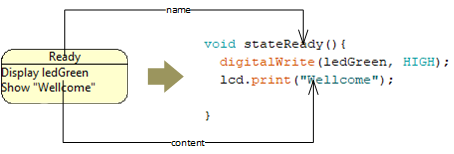 name
Ready
Display ledGreen
Show "Wellcome"
void stateReady(){
digitalWrite(ledGreen, HIGH);
lcd.print("Wellcome");
}
content